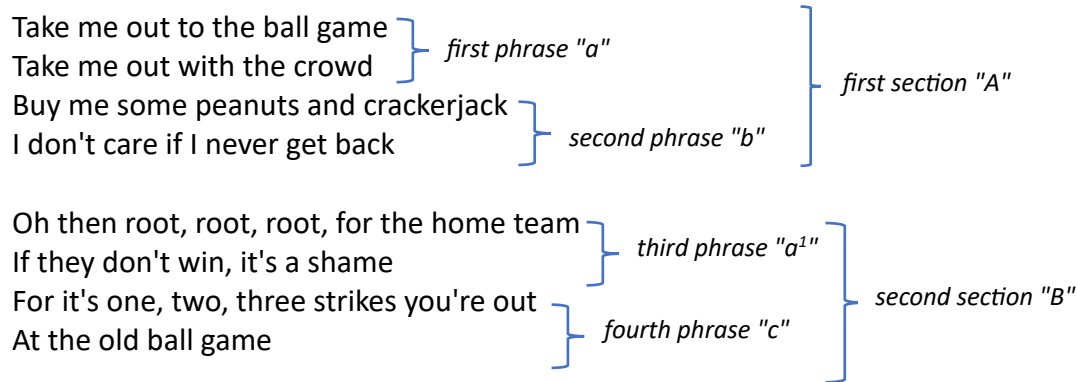 Take me out to the ball game
first phrase "a"
Take me out with the crowd
first section "A"
Buy me some peanuts and crackerjack
second phrase "b"
I don't care if I never get back
Oh then root, root, root, for the home team
third phrase "a¹"
If they don't win, it's a shame
second section "B"
For it's one, two, three strikes you're out
fourth phrase "c"
At the old ball game